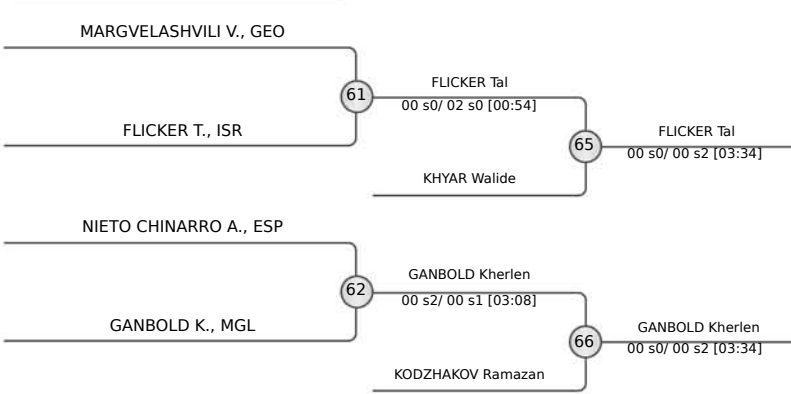 MARGVELASHVILI V., GEO
61
FLICKER Tal
00 s0/ 02 s0 [00:54]
FLICKER T., ISR
65
FLICKER Tal
00 s0/ 00 s2 [03:34]
KHYAR Walide
NIETO CHINARRO A., ESP
62
GANBOLD Kherlen
00 s2/ 00 s1 [03:08]
GANBOLD K., MGL
66
GANBOLD Kherlen
00 s0/ 00 s2 [03:34]
KODZHAKOV Ramazan